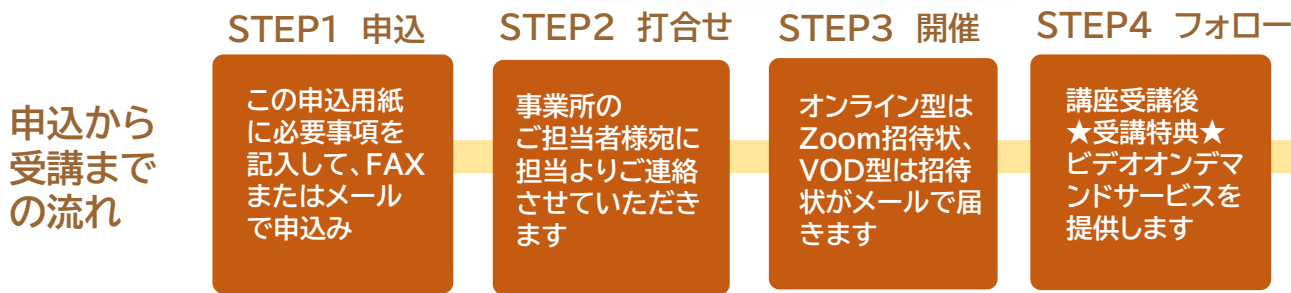 申込から
受講まで
の流れ
STEP1 申込
この申込用紙
に必要事項を
記入して、FAX
またはメール
で申込み
STEP2 打合せ
事業所の
ご担当者様宛に
担当よりご連絡
させていただき
ます
STEP3 開催
オンライン型は
Zoom招待状、
VOD型は招待
状がメールで届
きます
STEP4 フォロー
講座受講後
★受講特典★
ビデオオンデマ
ンドサービスを
提供します